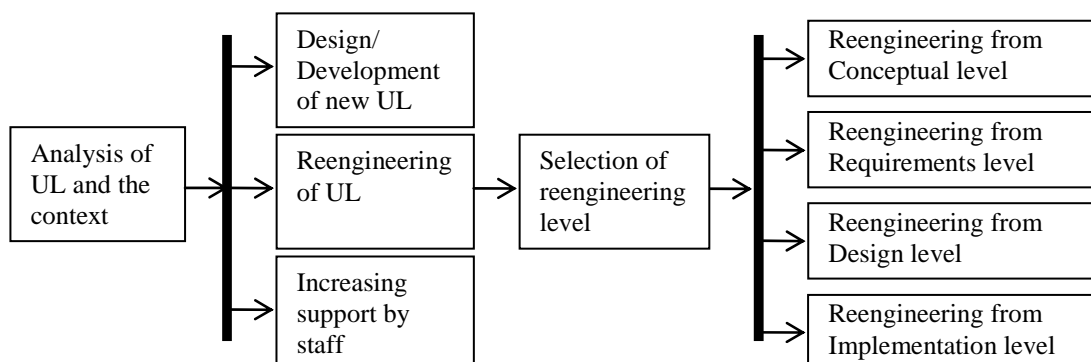 Analysis of
UL and the
context
Design/
Development
of new UL
Reengineering
of UL
Increasing
support by
staff
Selection of
reengineering
level
Reengineering from
Conceptual level
Reengineering from
Requirements level
Reengineering from
Design level
Reengineering from
Implementation level